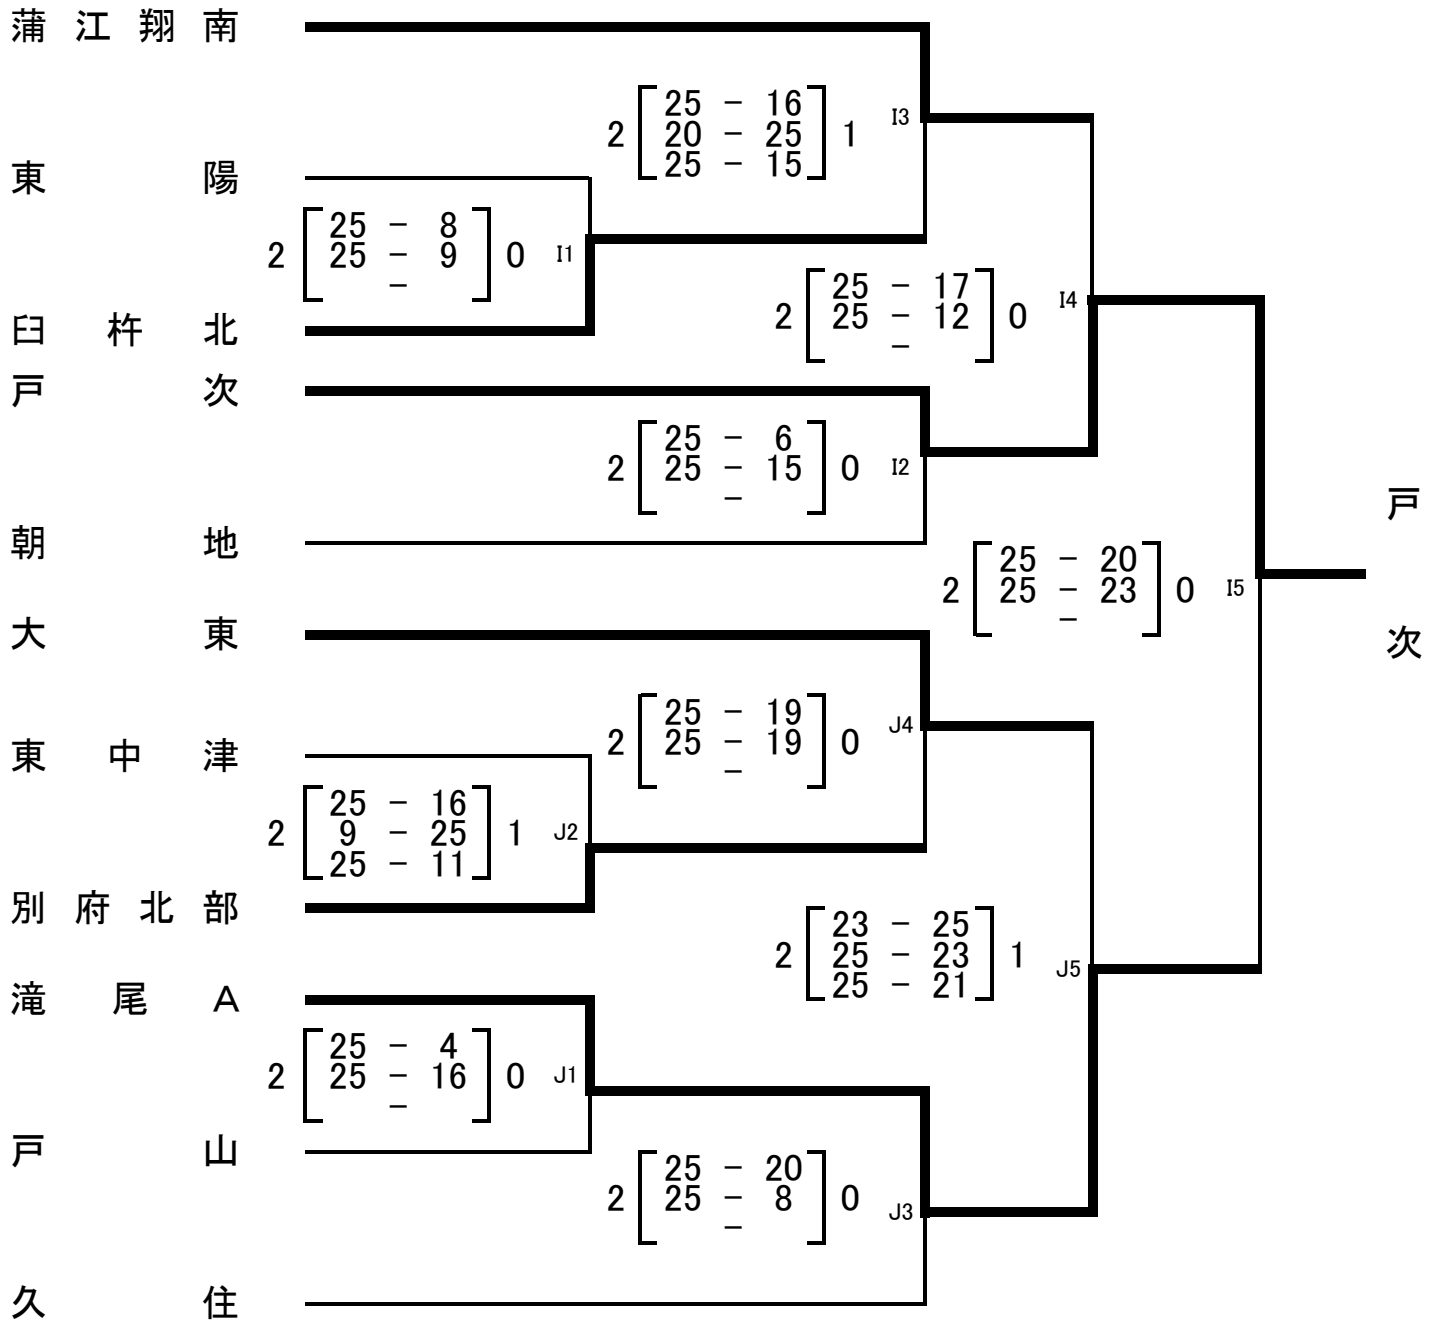 蒲江翔南
25 - 16
2 20 - 25 1 I3
25 - 15
東陽
25 - 8
2 25 - 9 0 I1
-
臼杵北
25 - 17
2 25 - 12 0 I4
-
戸次
25 - 6
2 25 - 15 0 I2
-
朝地
25 - 20
2 25 - 23 0 I5
-
戸次
大東
25 - 19
2 25 - 19 0 J4
-
東中津
25 - 16
2 9 - 25 1 J2
25 - 11
別府北部
23 - 25
2 25 - 23 1 J5
25 - 21
滝尾A
25 - 4
2 25 - 16 0 J1
-
戸山
25 - 20
2 25 - 8 0 J3
-
久住